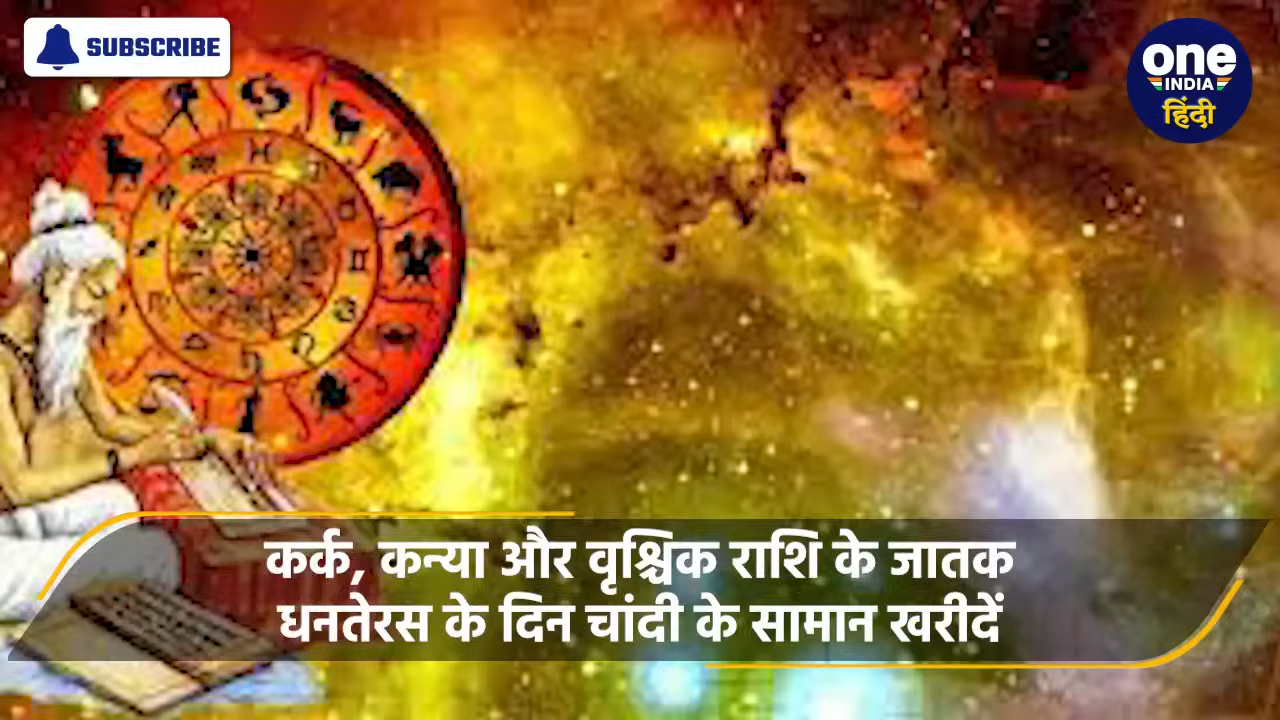 SUBSCRIBE
one
INDIA
हिंदी
कर्क, कन्या और वृश्चिक राशि के जातक
धनतेरस के दिन चांदी के सामान खरीदें